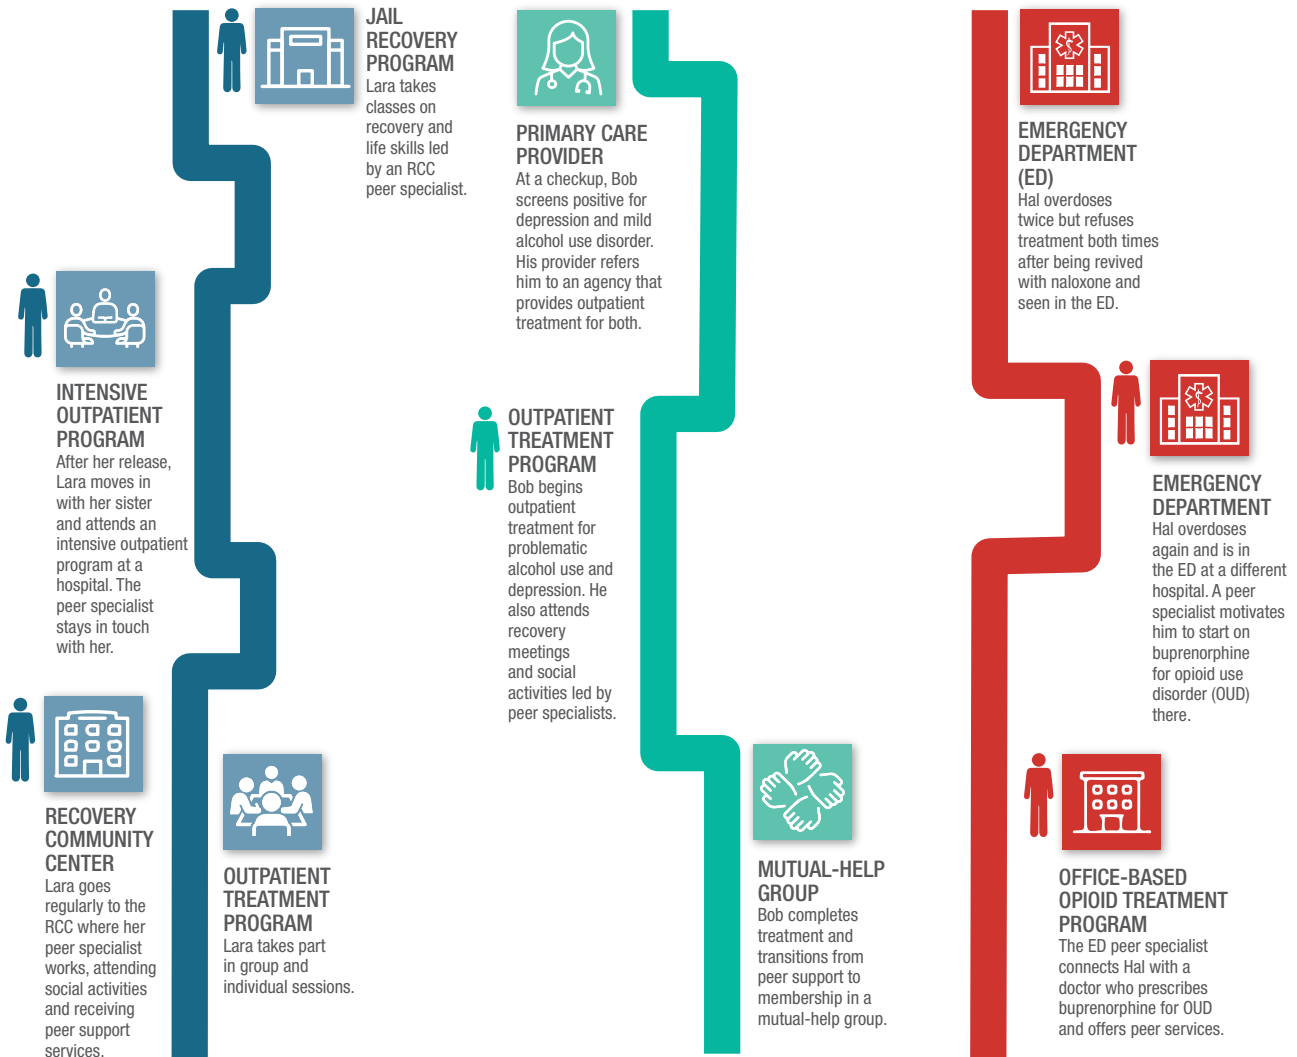 JAIL
RECOVERY
PROGRAM
Lara takes
classes on
recovery and
life skills led
by an RCC
peer specialist.
INTENSIVE
OUTPATIENT
PROGRAM
After her release,
Lara moves in
with her sister
and attends an
intensive outpatient
program at a
hospital. The
peer specialist
stays in touch
with her.
RECOVERY
COMMUNITY
CENTER
Lara goes
regularly to the
RCC where her
peer specialist
works, attending
social activities
and receiving
peer support
services.
OUTPATIENT
TREATMENT
PROGRAM
Lara takes part
in group and
individual sessions.
PRIMARY CARE
PROVIDER
At a checkup, Bob
screens positive for
depression and mild
alcohol use disorder.
His provider refers
him to an agency that
provides outpatient
treatment for both.
OUTPATIENT
TREATMENT
PROGRAM
Bob begins
outpatient
treatment for
problematic
alcohol use and
depression. He
also attends
recovery
meetings
and social
activities led by
peer specialists.
MUTUAL-HELP
GROUP
Bob completes
treatment and
transitions from
peer support to
membership in a
mutual-help group.
EMERGENCY
DEPARTMENT
(ED)
Hal overdoses
twice but refuses
treatment both times
after being revived
with naloxone and
seen in the ED.
EMERGENCY
DEPARTMENT
Hal overdoses
again and is in
the ED at a different
hospital. A peer
specialist motivates
him to start on
buprenorphine
for opioid use
disorder (OUD)
there.
OFFICE-BASED
OPIOID TREATMENT
PROGRAM
The ED peer specialist
connects Hal with a
doctor who prescribes
buprenorphine for OUD
and offers peer services.